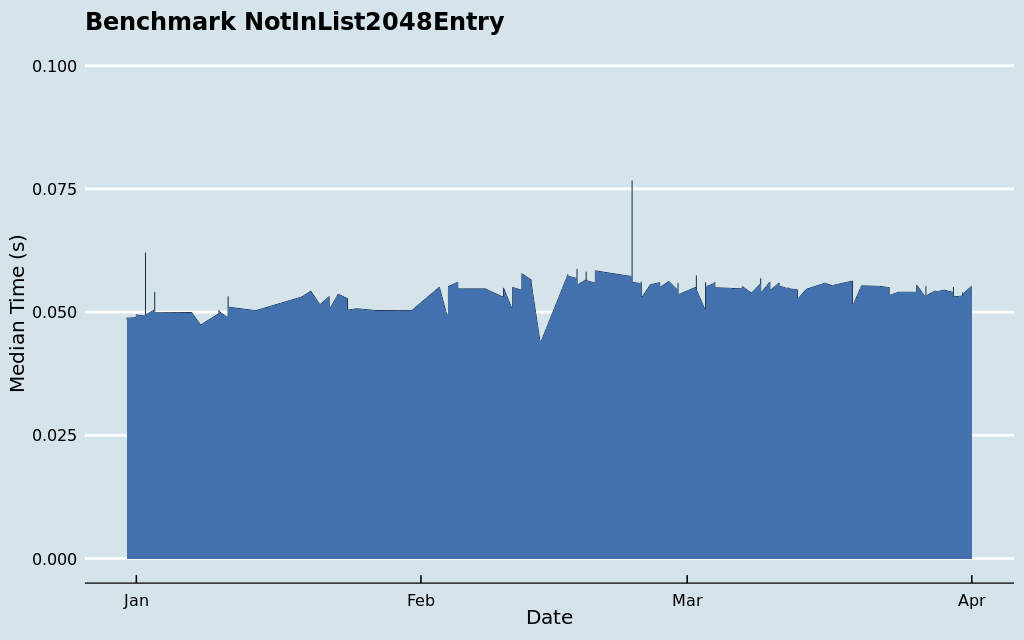 Benchmark NotInList2048Entry
0.100
0.075
0.050
0.025
0.000
Median Time (s)
Jan Feb Mar Apr
Date